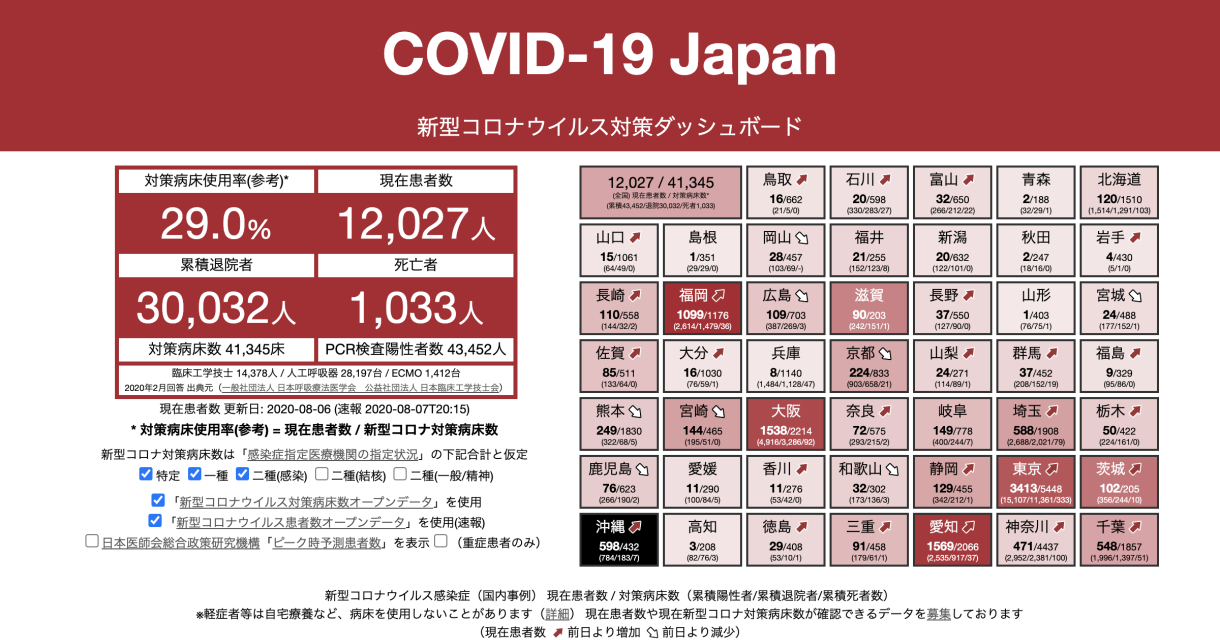 COVID-19 Japan
新型コロナウイルス対策ダッシュボード
対策病床使用率(参考)* 現在患者数
29.0% 12,027人
累積退院者 死亡者
30,032人 1,033人
対策病床数 41,345床 PCR検査陽性者数 43,452人
臨床工学技士 14,378人 / 人工呼吸器 28,197台 / ECMO 1,412台
2020年2月回答 出典元（一般社団法人 日本呼吸療法医学会　公益社団法人 日本臨床工学技士会）
現在患者数 更新日: 2020-08-06 (速報 2020-08-07T20:15)
* 対策病床使用率(参考) = 現在患者数 / 新型コロナ対策病床数
新型コロナ対策病床数は「感染症指定医療機関の指定状況」の下記合計と仮定
特定 一種 二種(感染) 二種(結核) 二種(一般/精神)
「新型コロナウイルス対策病床数オープンデータ」を使用
「新型コロナウイルス患者数オープンデータ」を使用(速報)
日本医師会総合政策研究機構「ピーク時予測患者数」を表示 （重症患者のみ）
12,027 / 41,345
(全国) 現在患者数 / 対策病床数*
(累積43,452/退院30,032/死者1,033)
鳥取 石川 富山 青森 北海道
16/662 20/598 32/650 2/188 120/1510
(21/5/0) (330/283/27) (266/212/22) (32/29/1) (1,514/1,291/103)
山口 島根 岡山 福井 新潟 秋田 岩手
15/1061 1/351 28/457 21/255 20/632 2/247 4/430
(64/49/0) (29/29/0) (103/69/-) (152/123/8) (122/101/0) (18/16/0) (5/1/0)
長崎 福岡 広島 滋賀 長野 山形 宮城
110/558 1099/1176 109/703 90/203 37/550 1/403 24/488
(144/32/2) (2,614/1,479/36) (387/269/3) (242/151/1) (127/90/0) (76/75/1) (177/152/1)
佐賀 大分 兵庫 京都 山梨 群馬 福島
85/511 16/1030 8/1140 224/833 24/271 37/452 9/329
(133/64/0) (76/59/1) (1,484/1,128/47) (903/658/21) (114/89/1) (208/152/19) (95/86/0)
熊本 宮崎 大阪 奈良 岐阜 埼玉 栃木
249/1830 144/465 1538/2214 72/575 149/778 588/1908 50/422
(322/68/5) (195/51/0) (4,916/3,286/92) (293/215/2) (400/244/7) (2,688/2,021/79) (224/161/0)
鹿児島 愛媛 香川 和歌山 静岡 東京 茨城
76/623 11/290 11/276 32/302 129/455 3413/5448 102/205
(266/190/2) (100/84/5) (53/42/0) (173/136/3) (342/212/1) (15,107/11,361/333) (356/244/10)
沖縄 高知 徳島 三重 愛知 神奈川 千葉
598/432 3/208 29/408 91/458 1569/2066 471/4437 548/1857
(784/183/7) (82/76/3) (53/10/1) (179/61/1) (2,535/917/37) (2,952/2,381/100) (1,996/1,397/51)
新型コロナウイルス感染症（国内事例） 現在患者数 / 対策病床数（累積陽性者/累積退院者/累積死者数）
※軽症者等は自宅療養など、病床を使用しないことがあります（詳細） 現在患者数や現在新型コロナ対策病床数が確認できるデータを募集しております
（現在患者数 前日より増加 前日より減少）